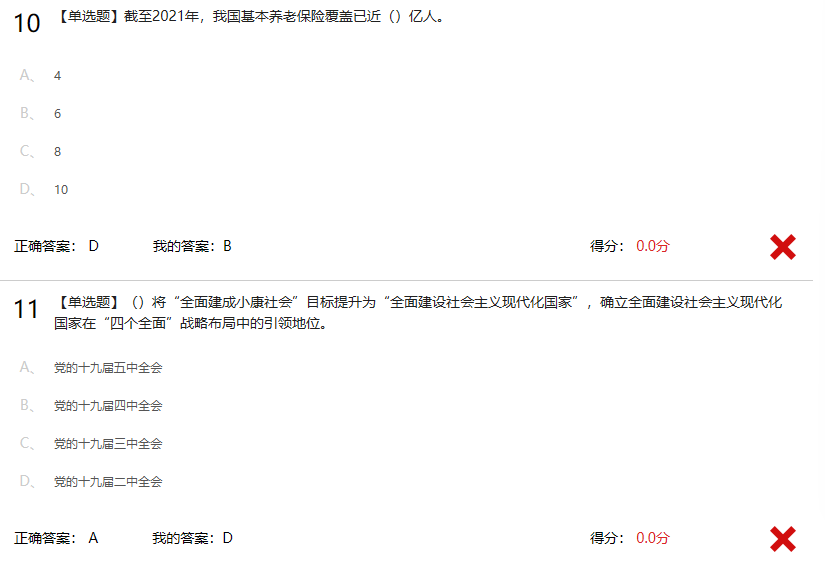 10 【单选题】截至2021年，我国基本养老保险覆盖已近（）亿人。
A、 4
B、 6
C、 8
D、 10
正确答案： D 我的答案：B 得分： 0.0分
11 【单选题】（）将“全面建成小康社会”目标提升为“全面建设社会主义现代化国家”，确立全面建设社会主义现代化
国家在“四个全面”战略布局中的引领地位。
A、 党的十九届五中全会
B、 党的十九届四中全会
C、 党的十九届三中全会
D、 党的十九届二中全会
正确答案： A 我的答案：D 得分： 0.0分